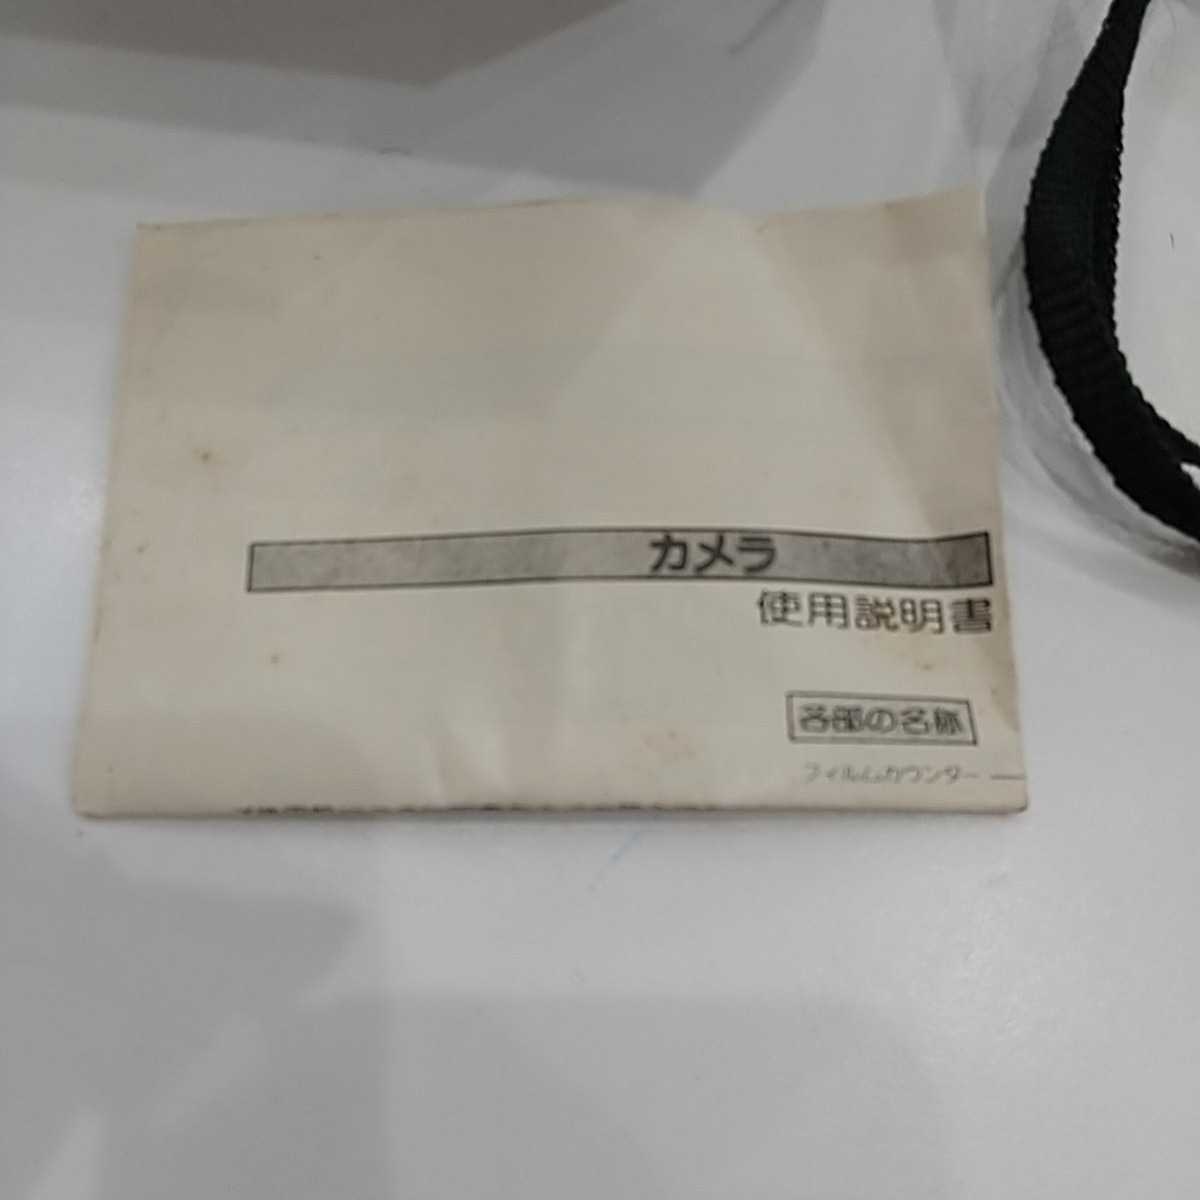 カメラ
使用説明書
各部の名称
フィルムカウンター